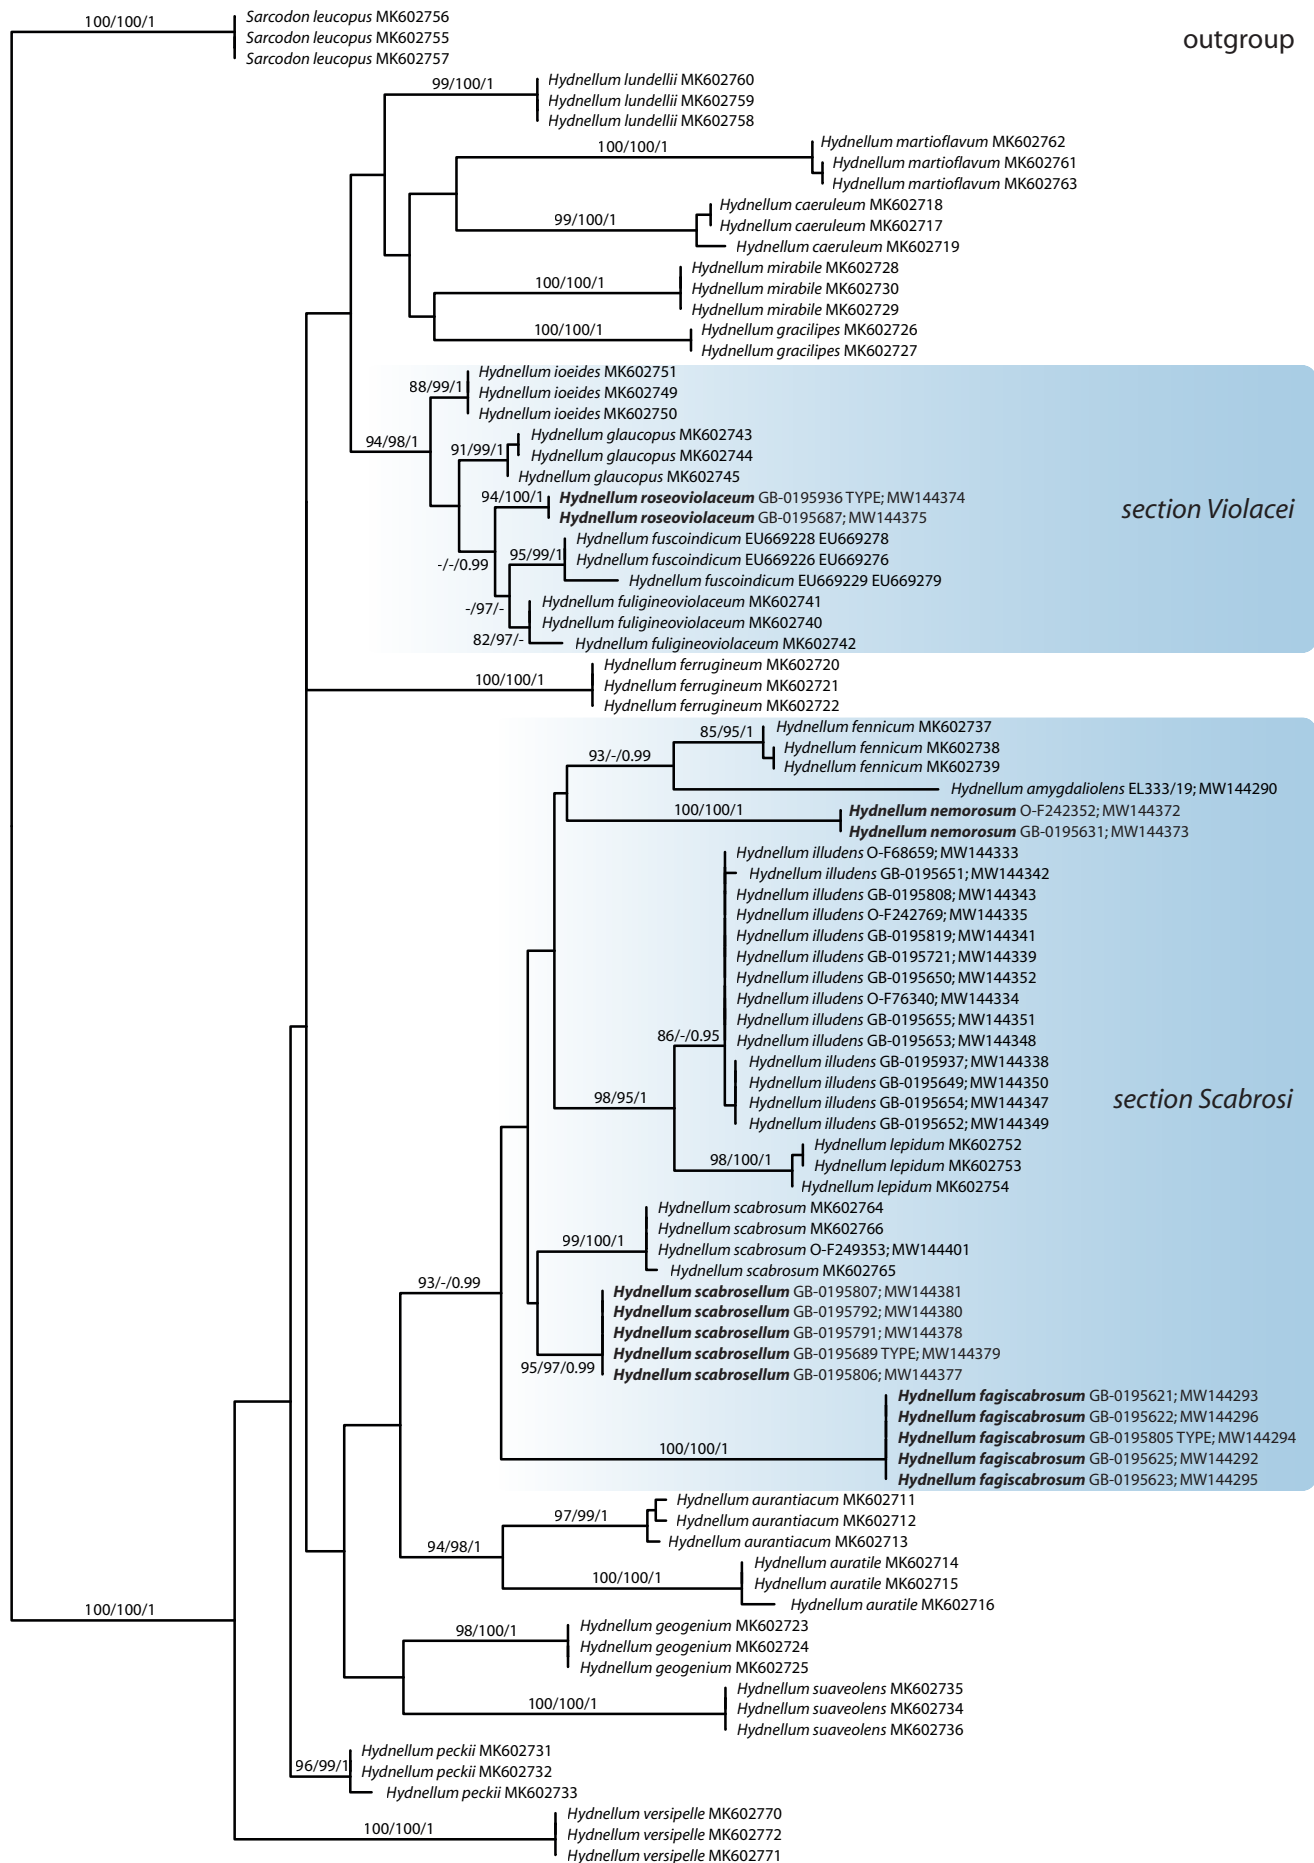 100/100/1
Sarcodon leucopus MK602756
Sarcodon leucopus MK602755
Sarcodon leucopus MK602757
outgroup
99/100/1
Hydnellum lundellii MK602760
Hydnellum lundellii MK602759
Hydnellum lundellii MK602758
100/100/1
Hydnellum martioflavum MK602762
Hydnellum martioflavum MK602761
Hydnellum martioflavum MK602763
99/100/1
Hydnellum caeruleum MK602718
Hydnellum caeruleum MK602717
Hydnellum caeruleum MK602719
100/100/1
Hydnellum mirabile MK602728
Hydnellum mirabile MK602730
Hydnellum mirabile MK602729
100/100/1
Hydnellum gracilipes MK602726
Hydnellum gracilipes MK602727
94/98/1
88/99/1
Hydnellum ioeides MK602751
Hydnellum ioeides MK602749
Hydnellum ioeides MK602750
91/99/1
Hydnellum glaucopus MK602743
Hydnellum glaucopus MK602744
Hydnellum glaucopus MK602745
94/100/1
Hydnellum roseoviolaceum GB-0195936 TYPE; MW144374
Hydnellum roseoviolaceum GB-0195687; MW144375
section Violacei
-/-/0.99
95/99/1
Hydnellum fuscoindicum EU669228 EU669278
Hydnellum fuscoindicum EU669226 EU669276
Hydnellum fuscoindicum EU669229 EU669279
-/97/-
82/97/-
Hydnellum fuligineoviolaceum MK602741
Hydnellum fuligineoviolaceum MK602740
Hydnellum fuligineoviolaceum MK602742
100/100/1
Hydnellum ferrugineum MK602720
Hydnellum ferrugineum MK602721
Hydnellum ferrugineum MK602722
93/-/0.99
85/95/1
Hydnellum fennicum MK602737
Hydnellum fennicum MK602738
Hydnellum fennicum MK602739
Hydnellum amygdaliolens EL333/19; MW144290
100/100/1
Hydnellum nemorosum O-F242352; MW144372
Hydnellum nemorosum GB-0195631; MW144373
Hydnellum illudens O-F68659; MW144333
Hydnellum illudens GB-0195651; MW144342
Hydnellum illudens GB-0195808; MW144343
Hydnellum illudens O-F242769; MW144335
Hydnellum illudens GB-0195819; MW144341
Hydnellum illudens GB-0195721; MW144339
Hydnellum illudens GB-0195650; MW144352
Hydnellum illudens O-F76340; MW144334
Hydnellum illudens GB-0195655; MW144351
86/-/0.95
Hydnellum illudens GB-0195653; MW144348
Hydnellum illudens GB-0195937; MW144338
Hydnellum illudens GB-0195649; MW144350
Hydnellum illudens GB-0195654; MW144347
Hydnellum illudens GB-0195652; MW144349
section Scabrosi
98/95/1
98/100/1
Hydnellum lepidum MK602752
Hydnellum lepidum MK602753
Hydnellum lepidum MK602754
99/100/1
Hydnellum scabrosum MK602764
Hydnellum scabrosum MK602766
Hydnellum scabrosum O-F249353; MW144401
Hydnellum scabrosum MK602765
93/-/0.99
Hydnellum scabrosellum GB-0195807; MW144381
Hydnellum scabrosellum GB-0195792; MW144380
Hydnellum scabrosellum GB-0195791; MW144378
Hydnellum scabrosellum GB-0195689 TYPE; MW144379
Hydnellum scabrosellum GB-0195806; MW144377
95/97/0.99
100/100/1
Hydnellum fagiscabrosum GB-0195621; MW144293
Hydnellum fagiscabrosum GB-0195622; MW144296
Hydnellum fagiscabrosum GB-0195805 TYPE; MW144294
Hydnellum fagiscabrosum GB-0195625; MW144292
Hydnellum fagiscabrosum GB-0195623; MW144295
94/98/1
97/99/1
Hydnellum aurantiacum MK602711
Hydnellum aurantiacum MK602712
Hydnellum aurantiacum MK602713
100/100/1
Hydnellum auratile MK602714
Hydnellum auratile MK602715
Hydnellum auratile MK602716
100/100/1
98/100/1
Hydnellum geogenium MK602723
Hydnellum geogenium MK602724
Hydnellum geogenium MK602725
100/100/1
Hydnellum suaveolens MK602735
Hydnellum suaveolens MK602734
Hydnellum suaveolens MK602736
96/99/1
Hydnellum peckii MK602731
Hydnellum peckii MK602732
Hydnellum peckii MK602733
100/100/1
Hydnellum versipelle MK602770
Hydnellum versipelle MK602772
Hydnellum versipelle MK602771